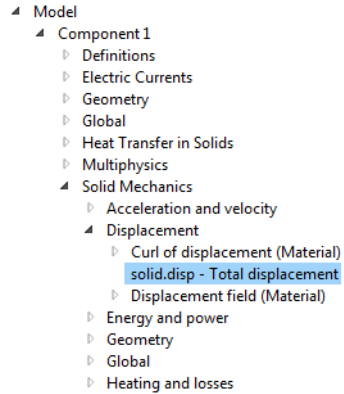 Model
Component 1
Definitions
Electric Currents
Geometry
Global
Heat Transfer in Solids
Multiphysics
Solid Mechanics
Acceleration and velocity
Displacement
Curl of displacement (Material)
solid.disp - Total displacement
Displacement field (Material)
Energy and power
Geometry
Global
Heating and losses